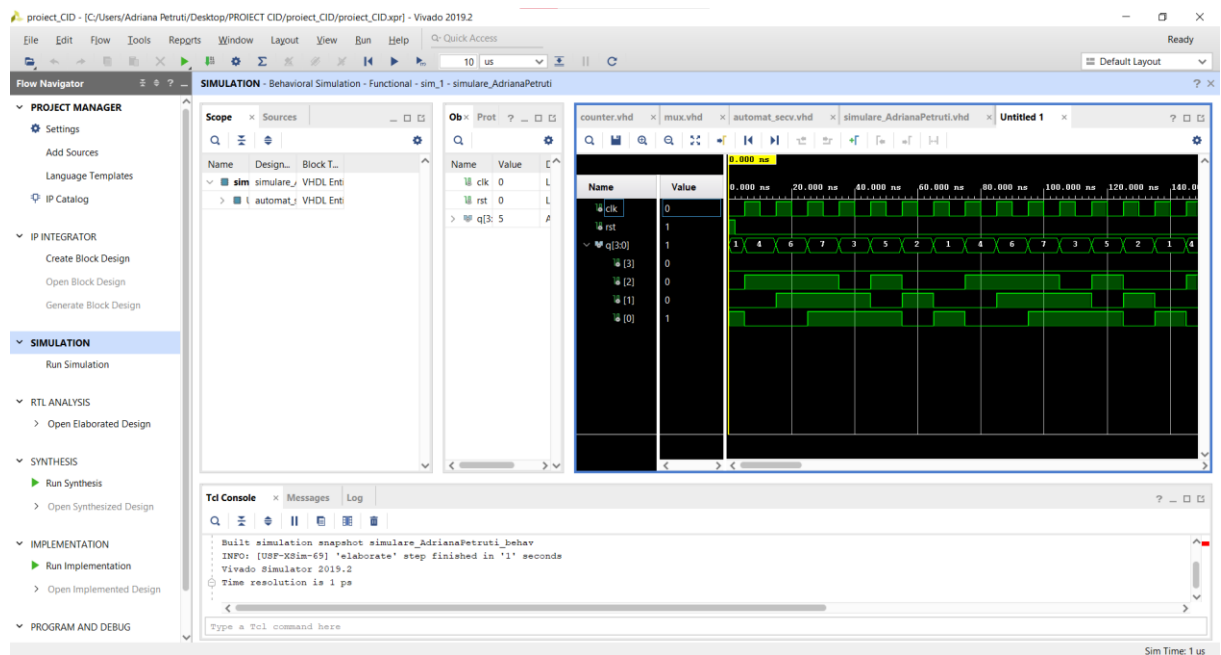 proiect_CID - [C:/Users/Adriana Petruti/Desktop/PROIECT CID/proiect_CID/proiect_CID.xpr] - Vivado 2019.2
File Edit Flow Tools Reports Window Layout View Run Help Q- Quick Access Ready
10 us Default Layout
Flow Navigator
PROJECT MANAGER
Settings
Add Sources
Language Templates
IP Catalog
IP INTEGRATOR
Create Block Design
Open Block Design
Generate Block Design
SIMULATION
Run Simulation
RTL ANALYSIS
Open Elaborated Design
SYNTHESIS
Run Synthesis
Open Synthesized Design
IMPLEMENTATION
Run Implementation
Open Implemented Design
PROGRAM AND DEBUG
SIMULATION - Behavioral Simulation - Functional - sim_1 - simulare_AdrianaPetruti
Scope Sources
Name Design... Block T...
sim simulare_ VHDL Enti
automat_s VHDL Enti
Ob Prot
Name Value
clk 0 L
rst 0 L
q[3: 5 A
counter.vhd mux.vhd automat_secv.vhd simulare_AdrianaPetruti.vhd Untitled 1
0.000 ns
Name Value 0.000 ns 20.000 ns 40.000 ns 60.000 ns 80.000 ns 100.000 ns 120.000 ns 140.0
clk 0
rst 1
q[3:0] 1 1 4 6 7 3 5 2 1 4 6 7 3 5 2 1 4
[3] 0
[2] 0
[1] 0
[0] 1
Tcl Console Messages Log
Built simulation snapshot simulare_AdrianaPetruti_behav
INFO: [USF-XSim-69] 'elaborate' step finished in '1' seconds
Vivado Simulator 2019.2
Time resolution is 1 ps
Type a Tcl command here
Sim Time: 1 us